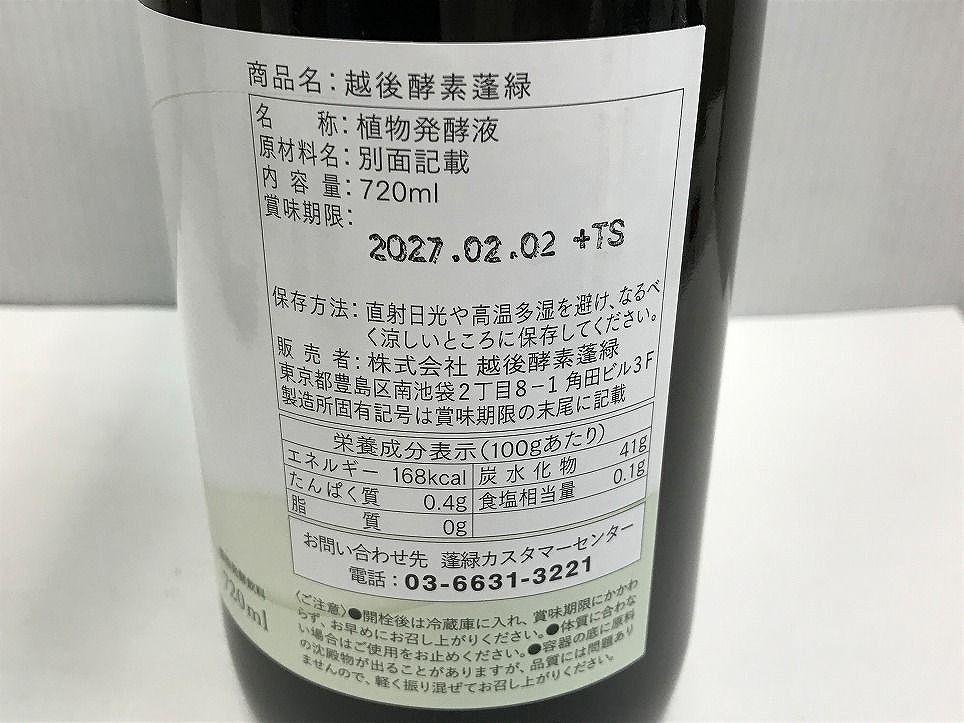 商品名：越後酵素蓬緑
名　称：植物発酵液
原材料名：別面記載
内容量：720ml
賞味期限：
2027.02.02 +TS
保存方法：直射日光や高温多湿を避け、なるべ
く涼しいところに保存してください。
販売者：株式会社 越後酵素蓬緑
東京都豊島区南池袋２丁目８−１ 角田ビル３Ｆ
製造所固有記号は賞味期限の末尾に記載
栄養成分表示（100gあたり）
エネルギー 168kcal 炭水化物 41g
たんぱく質 0.4g 食塩相当量 0.1g
脂質 0g
お問い合わせ先 蓬緑カスタマーセンター
電話：03-6631-3221
〈ご注意〉●開栓後は冷蔵庫に入れ、賞味期限にかかわ
らず、お早めにお召し上がりください。●体質に合わな
い場合はご使用をお止めください。●容器の底に原料
の沈殿物が出ることがありますが、品質には問題あり
ませんので、軽く振り混ぜてお召し上がりください。
720ml